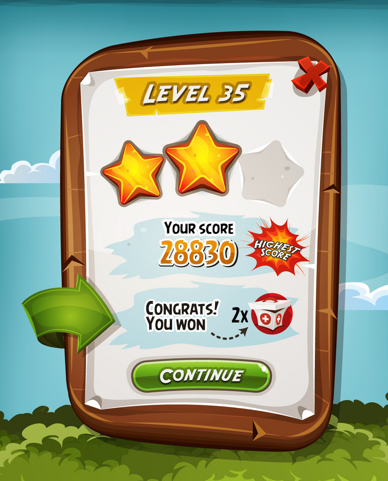 LEVEL 35
YOUR SCORE
28830
HIGHEST
SCORE
CONGRATS!
YOU WON
2x
CONTINUE